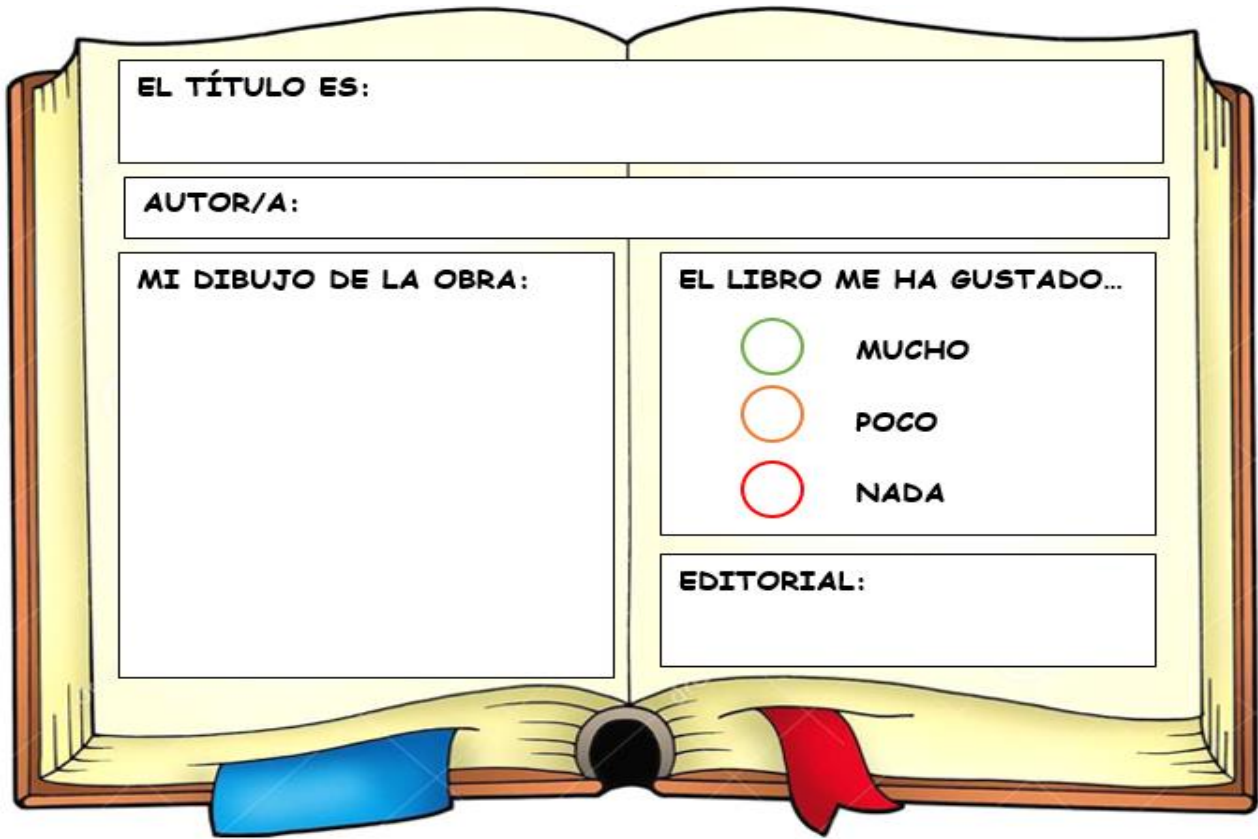 EL TÍTULO ES:
AUTOR/A:
MI DIBUJO DE LA OBRA:
EL LIBRO ME HA GUSTADO...
MUCHO
POCO
NADA
EDITORIAL: